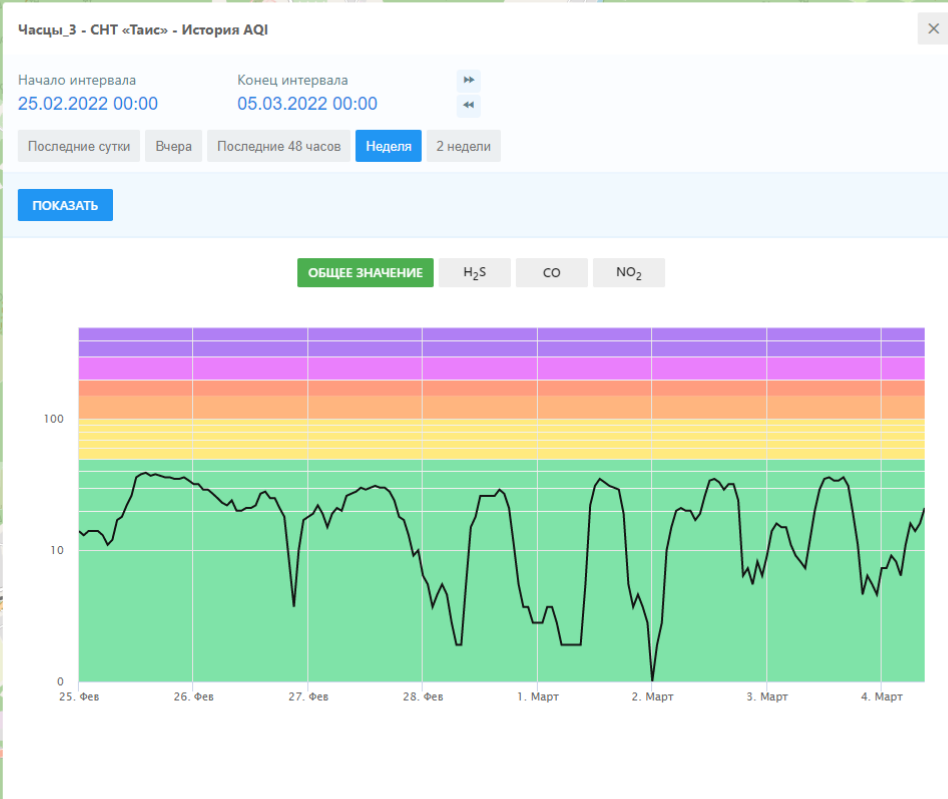 Часцы_3 - СНТ «Таис» - История AQI
Начало интервала
Конец интервала
25.02.2022 00:00
05.03.2022 00:00
Последние сутки
Вчера
Последние 48 часов
Неделя
2 недели
ПОКАЗАТЬ
ОБЩЕЕ ЗНАЧЕНИЕ
H₂S
CO
NO₂
100
10
0
25. Фев
26. Фев
27. Фев
28. Фев
1. Март
2. Март
3. Март
4. Март